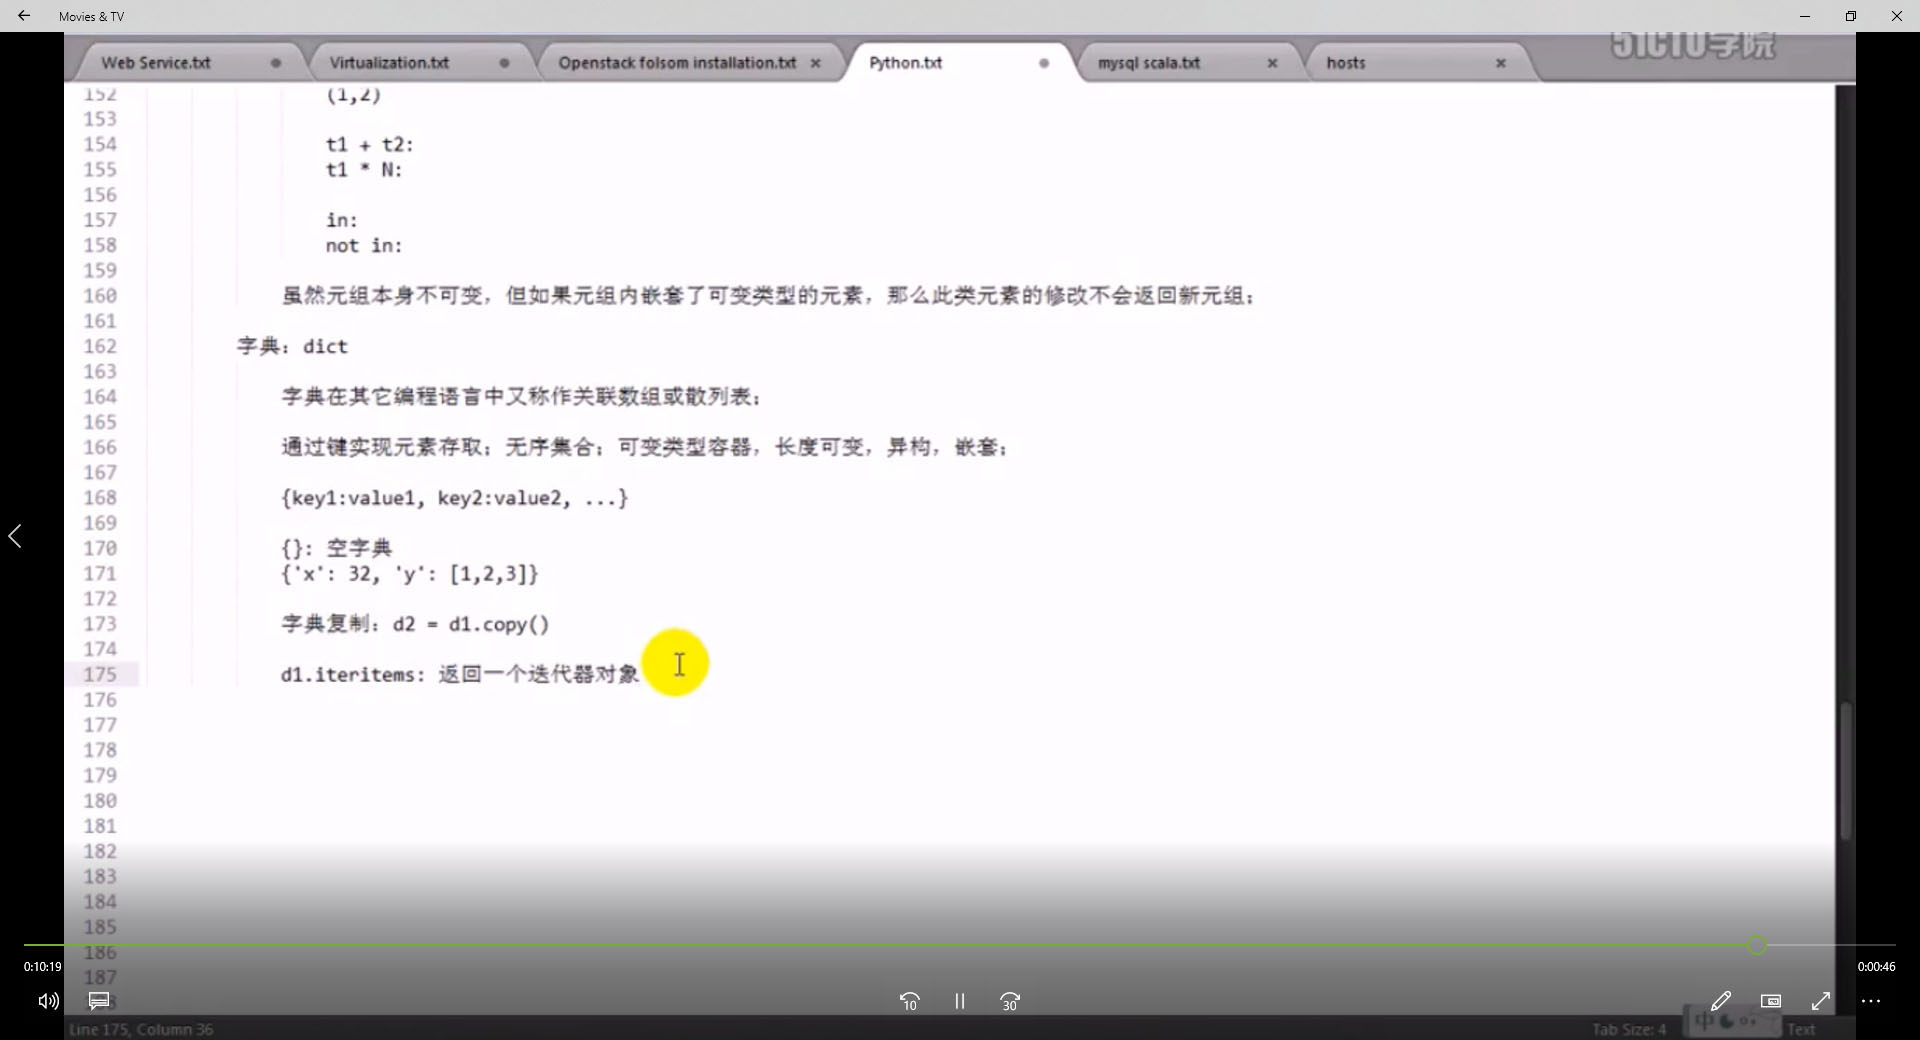 Movies & TV
51CTO学院
Web Service.txt
Virtualization.txt
Openstack folsom installation.txt
Python.txt
mysql scala.txt
hosts
152 (1,2)
153
154 t1 + t2:
155 t1 * N:
156
157 in:
158 not in:
159
160 虽然元组本身不可变，但如果元组内嵌套了可变类型的元素，那么此类元素的修改不会返回新元组；
161
162 字典：dict
163
164 字典在其它编程语言中又称作关联数组或散列表；
165
166 通过键实现元素存取；无序集合；可变类型容器，长度可变，异构，嵌套；
167
168 {key1:value1, key2:value2, ...}
169
170 {}: 空字典
171 {'x': 32, 'y': [1,2,3]}
172
173 字典复制：d2 = d1.copy()
174
175 d1.iteritems: 返回一个迭代器对象
176
177
178
179
180
181
182
183
184
185
186
187
0:10:19
0:00:46
10
30
Line 175, Column 36
Tab Size: 4
中
Text